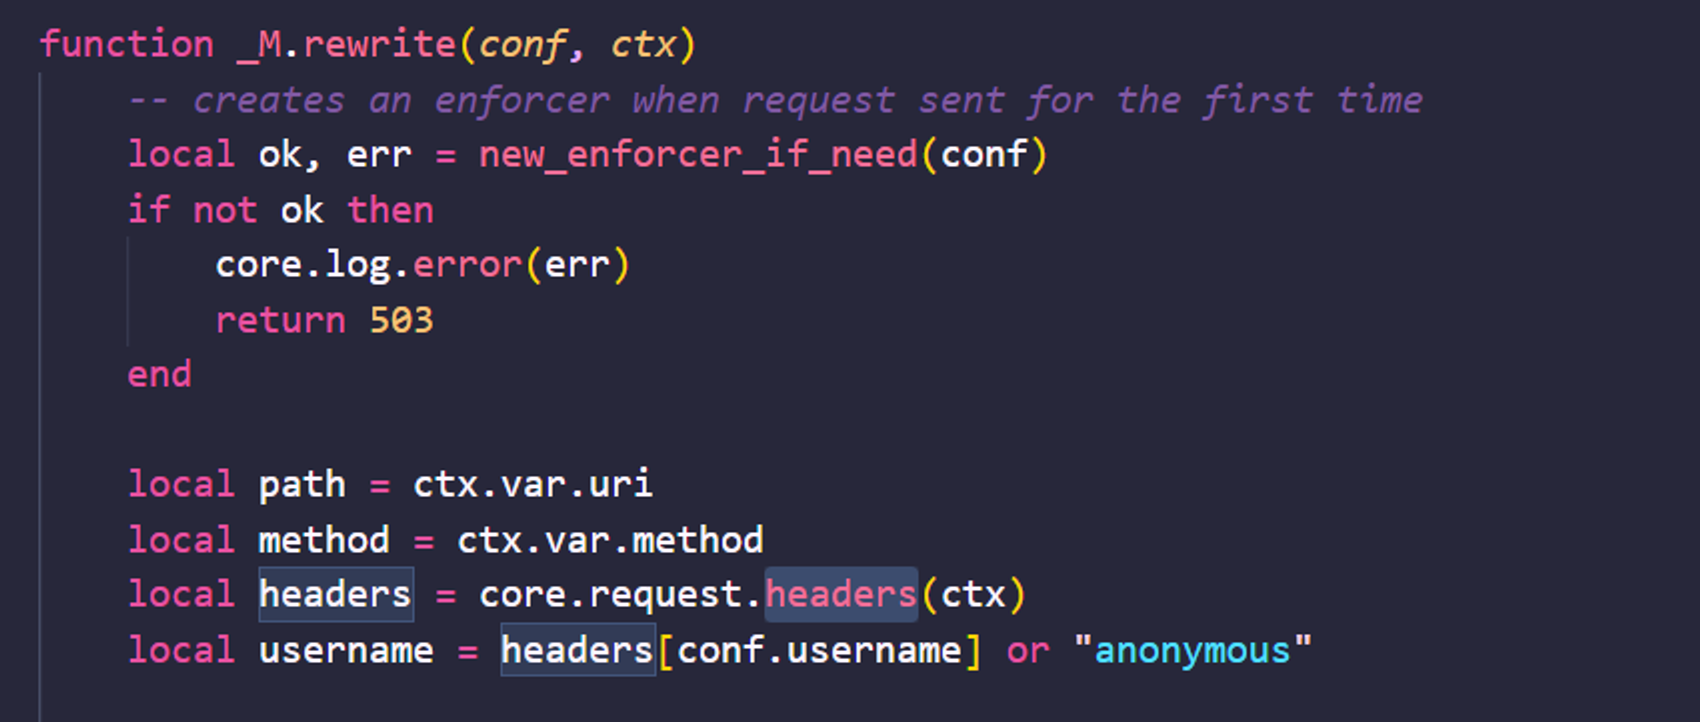 function _M.rewrite(conf, ctx)
    -- creates an enforcer when request sent for the first time
    local ok, err = new_enforcer_if_need(conf)
    if not ok then
        core.log.error(err)
        return 503
    end

    local path = ctx.var.uri
    local method = ctx.var.method
    local headers = core.request.headers(ctx)
    local username = headers[conf.username] or "anonymous"